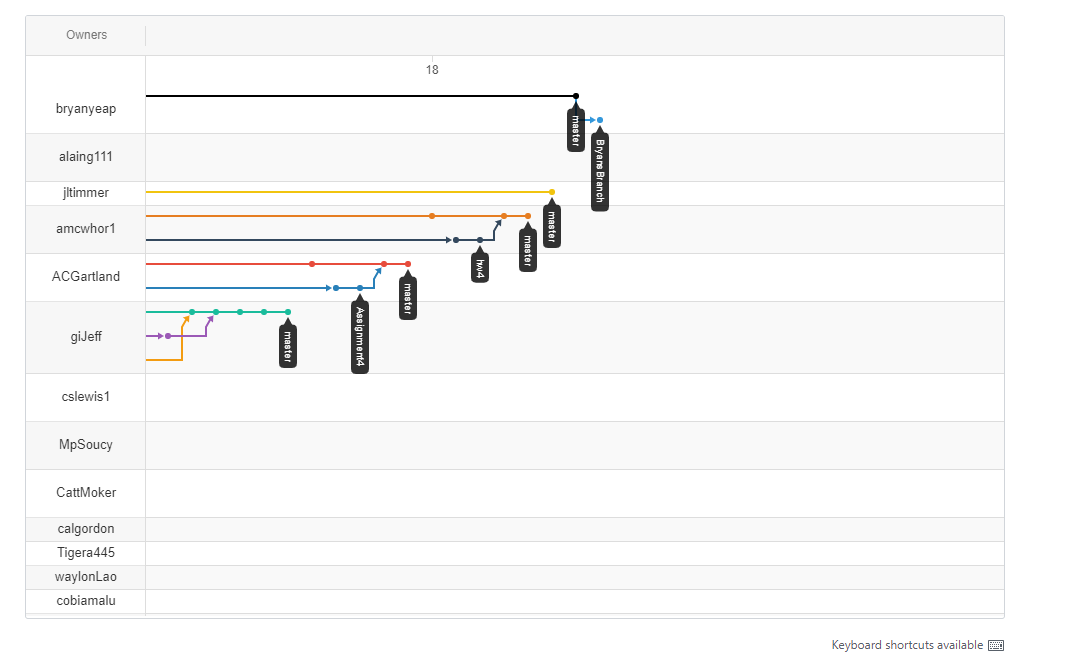 Owners
18
bryanyeap
master
BryansBranch
alaing111
jltimmer
master
amcwhor1
master
hw4
ACGartland
master
Assignment4
giJeff
master
cslewis1
MpSoucy
CattMoker
calgordon
Tigera445
waylonLao
cobiamalu
Keyboard shortcuts available